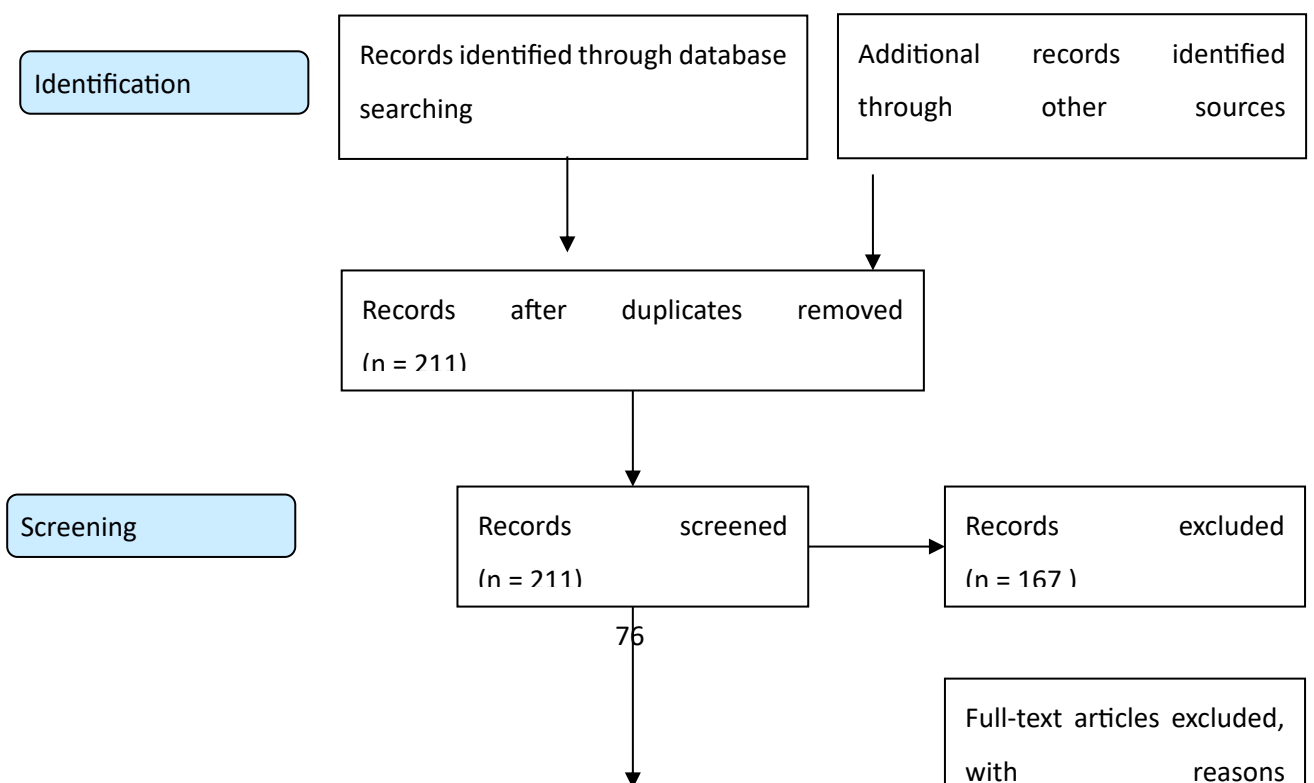 Identification
Records identified through database
searching
Additional records identified
through other sources
Records after duplicates removed
(n = 211)
Screening
Records screened
(n = 211)
Records excluded
(n = 167 )
76
Full-text articles excluded,
with reasons